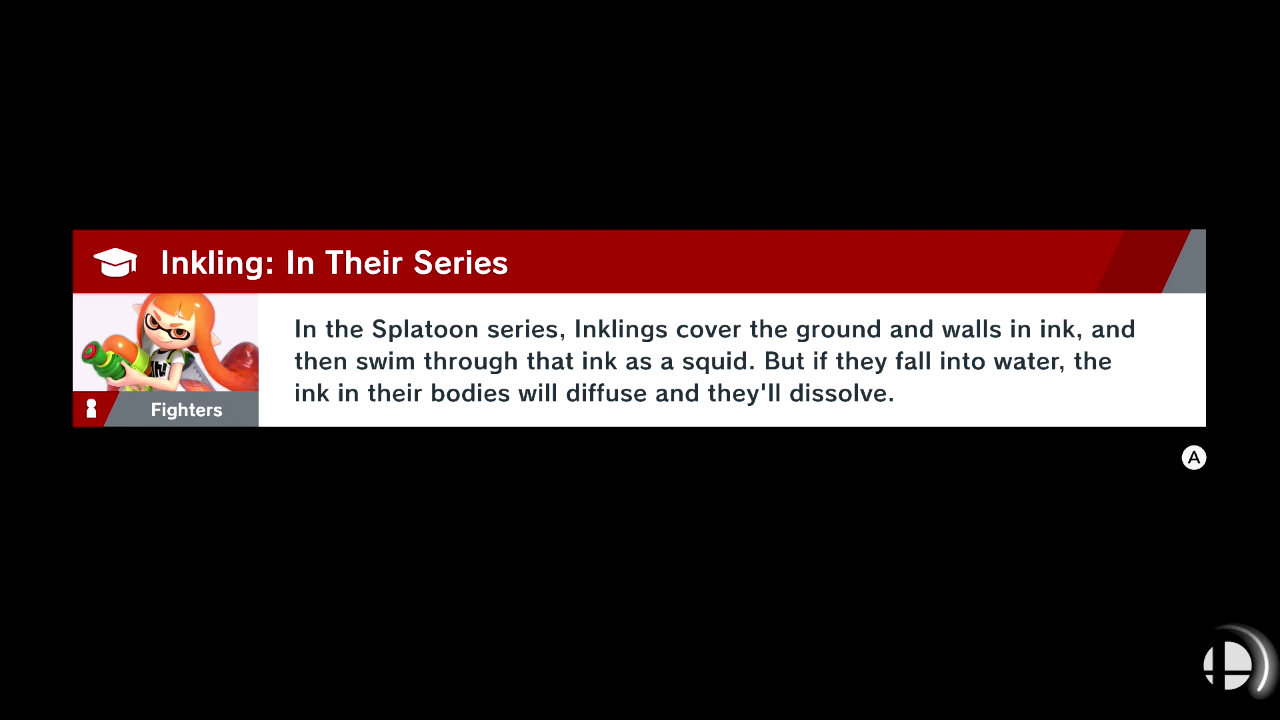 Inkling: In Their Series
In the Splatoon series, Inklings cover the ground and walls in ink, and
then swim through that ink as a squid. But if they fall into water, the
ink in their bodies will diffuse and they'll dissolve.
Fighters
A